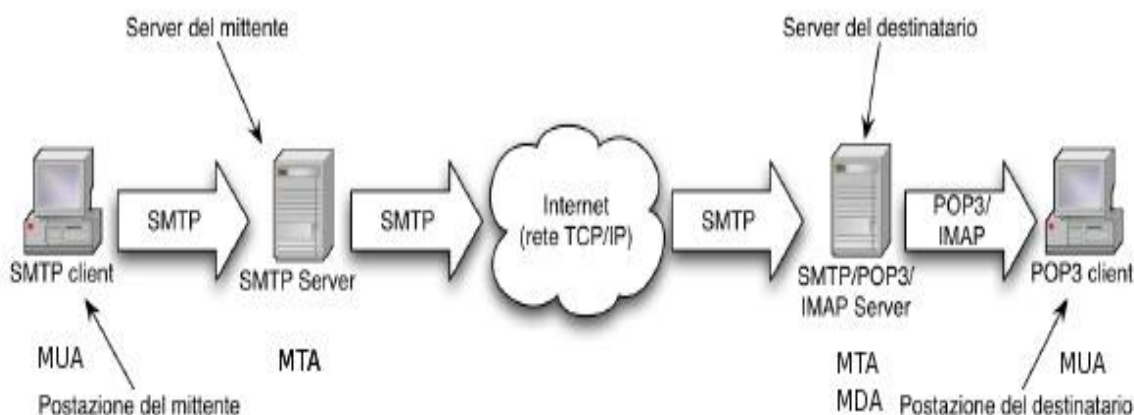 Server del mittente
Server del destinatario
SMTP
SMTP
Internet
(rete TCP/IP)
SMTP
POP3/
IMAP
SMTP client
SMTP Server
SMTP/POP3/
IMAP Server
POP3 client
MUA
MTA
MTA
MDA
MUA
Postazione del mittente
Postazione del destinatario